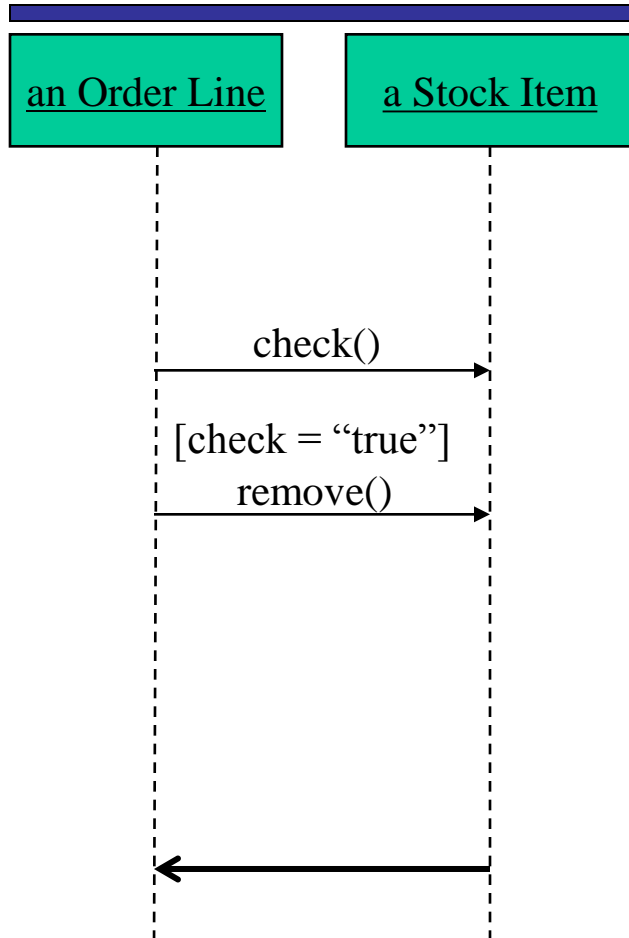 an Order Line
a Stock Item
check()
[check = “true”]
remove()